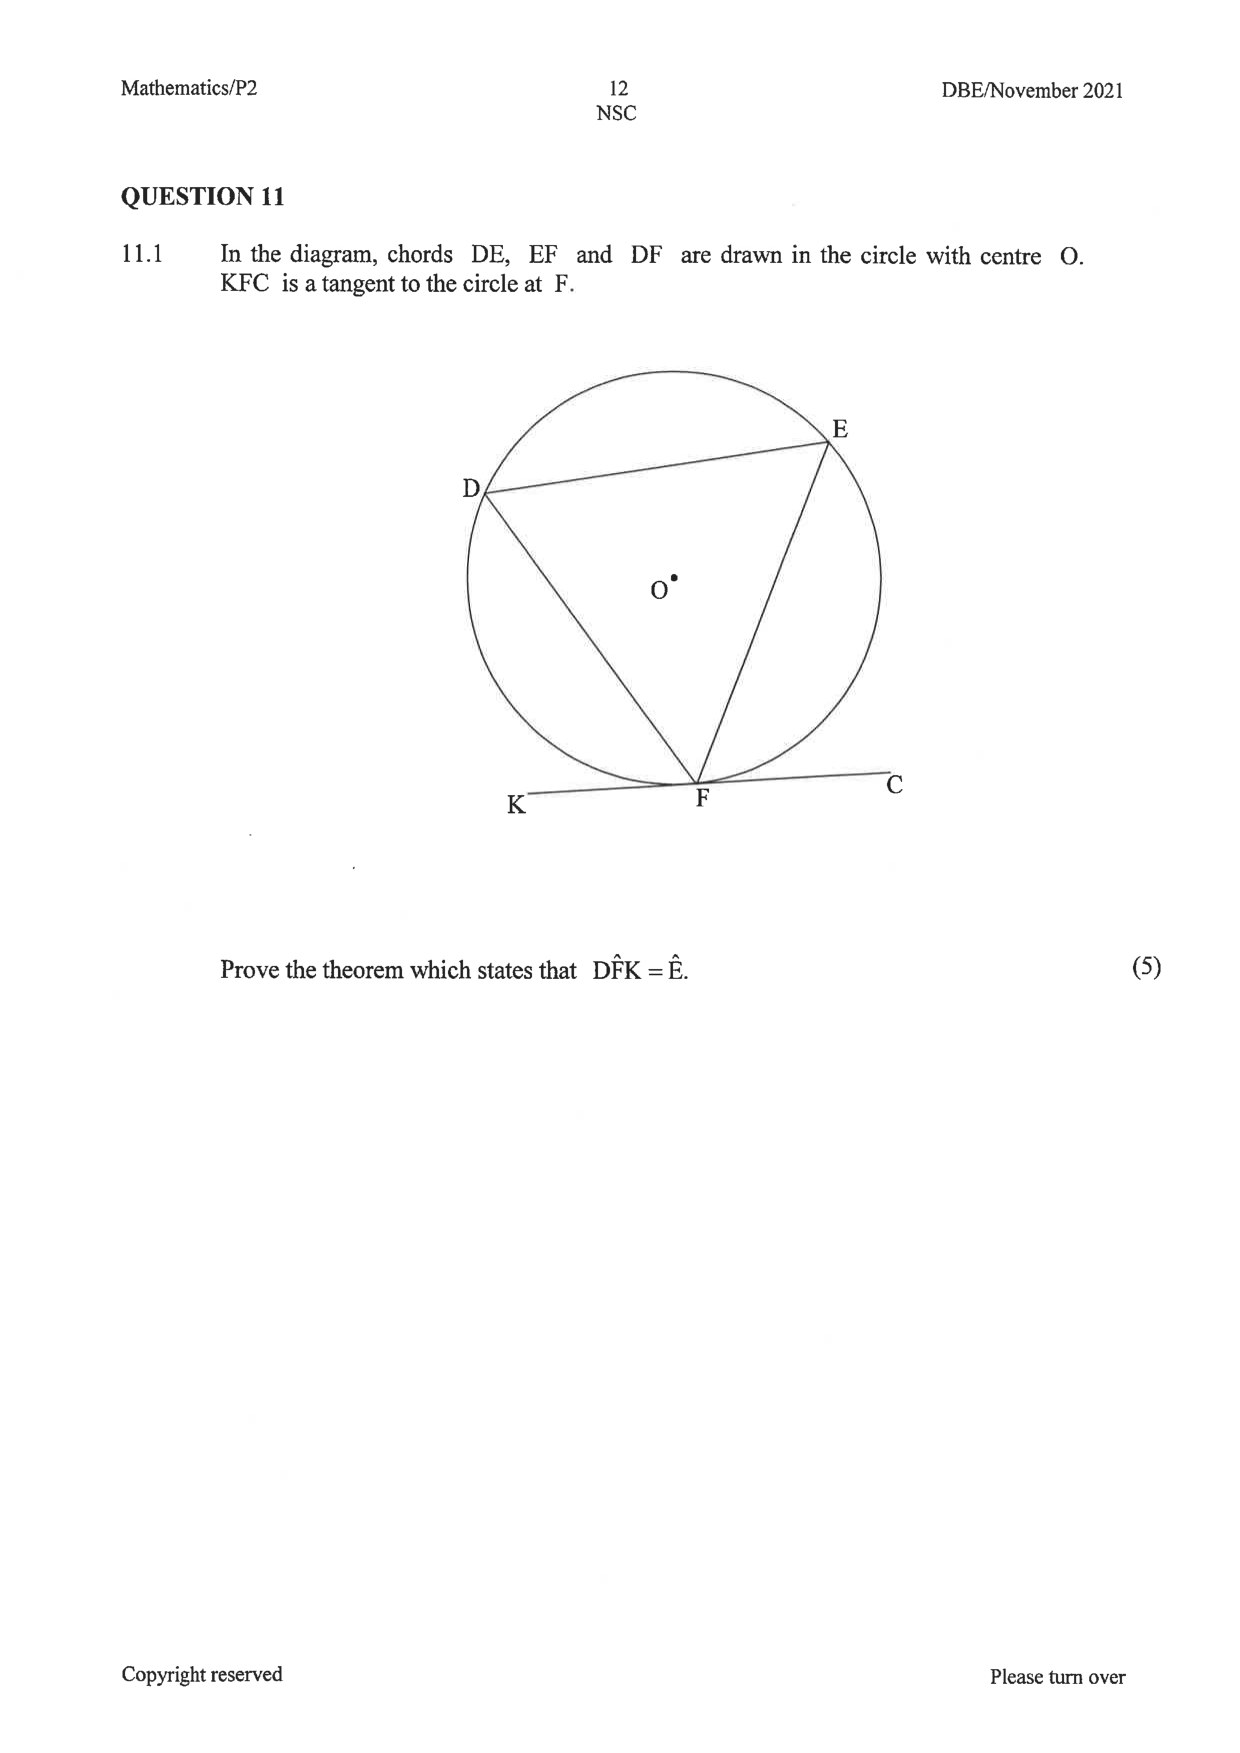 Mathematics/P2
12
DBE/November 2021
NSC
QUESTION 11
11.1 In the diagram, chords DE, EF and DF are drawn in the circle with centre O.
KFC is a tangent to the circle at F.
E
D
O
K
F
C
Prove the theorem which states that DF̂K = Ê. (5)
Copyright reserved
Please turn over